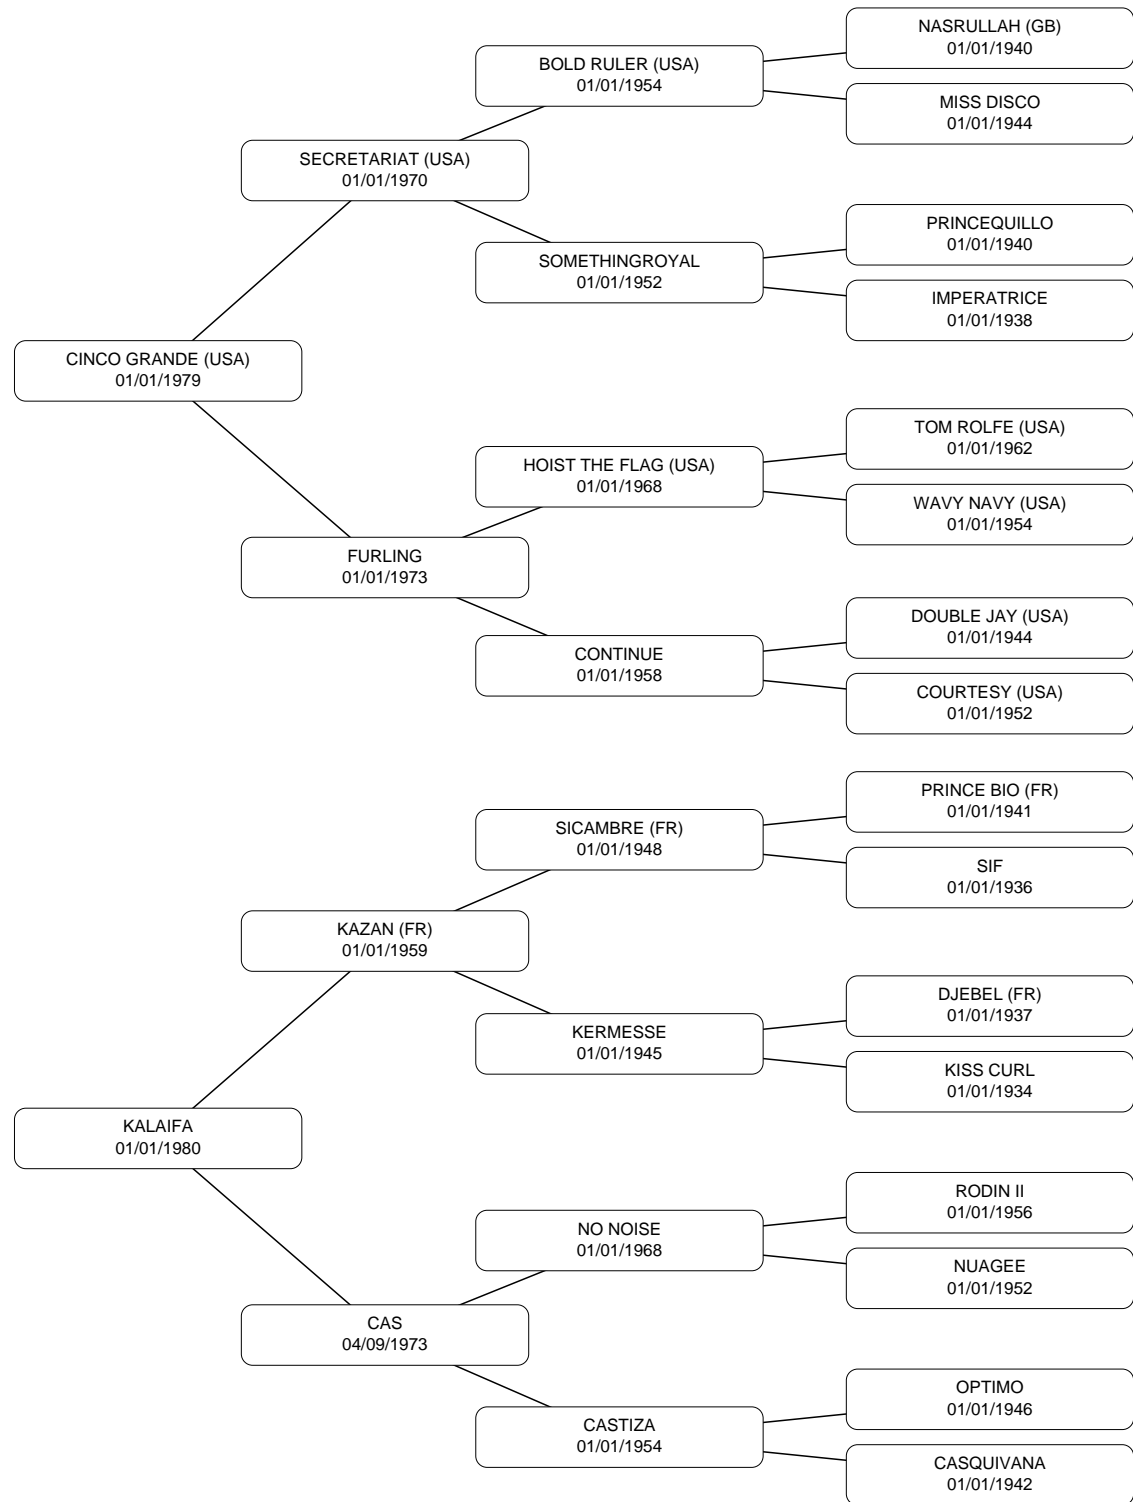 NASRULLAH (GB)
01/01/1940
BOLD RULER (USA)
01/01/1954
MISS DISCO
01/01/1944
SECRETARIAT (USA)
01/01/1970
PRINCEQUILLO
01/01/1940
SOMETHINGROYAL
01/01/1952
IMPERATRICE
01/01/1938
CINCO GRANDE (USA)
01/01/1979
TOM ROLFE (USA)
01/01/1962
HOIST THE FLAG (USA)
01/01/1968
WAVY NAVY (USA)
01/01/1954
FURLING
01/01/1973
DOUBLE JAY (USA)
01/01/1944
CONTINUE
01/01/1958
COURTESY (USA)
01/01/1952
PRINCE BIO (FR)
01/01/1941
SICAMBRE (FR)
01/01/1948
SIF
01/01/1936
KAZAN (FR)
01/01/1959
DJEBEL (FR)
01/01/1937
KERMESSE
01/01/1945
KISS CURL
01/01/1934
KALAIFA
01/01/1980
RODIN II
01/01/1956
NO NOISE
01/01/1968
NUAGEE
01/01/1952
CAS
04/09/1973
OPTIMO
01/01/1946
CASTIZA
01/01/1954
CASQUIVANA
01/01/1942